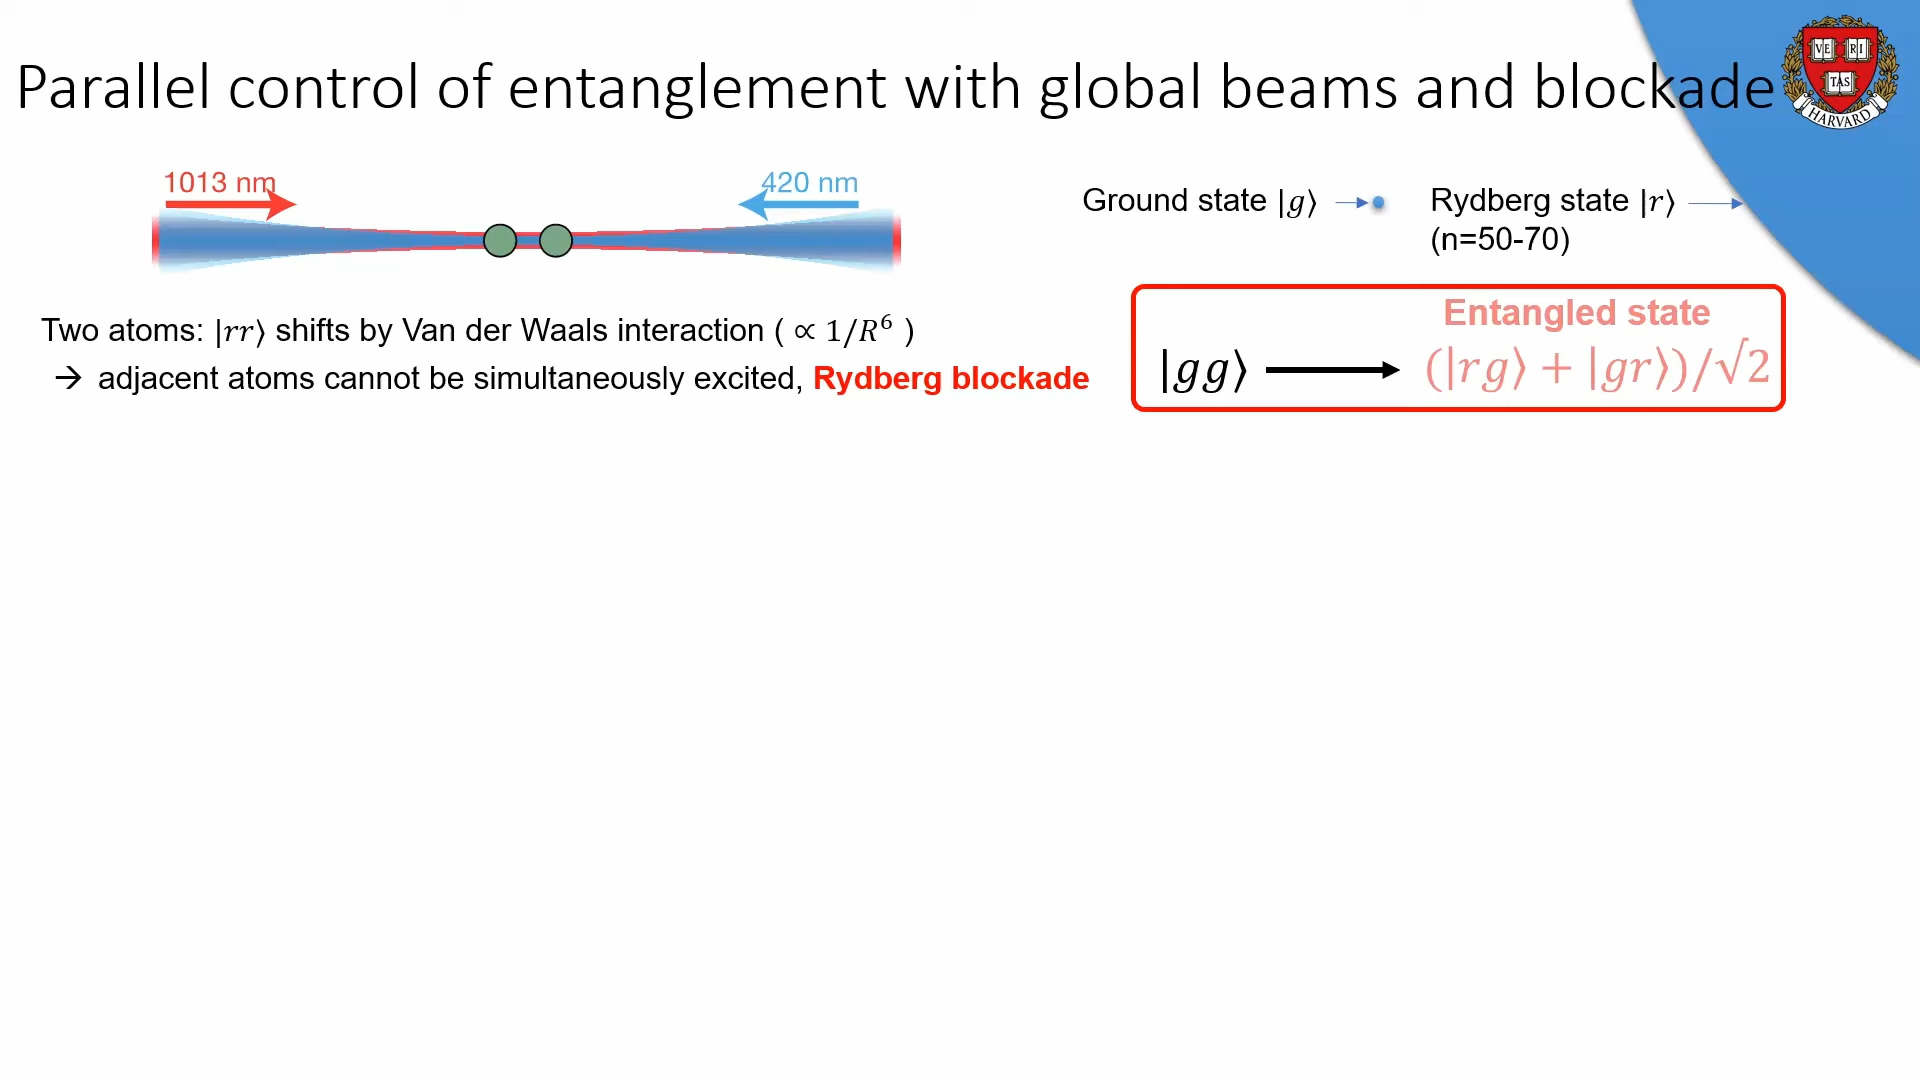 Parallel control of entanglement with global beams and blockade
VE RI
TAS
HARVARD
1013 nm
420 nm
Ground state |g⟩
Rydberg state |r⟩
(n=50-70)
Two atoms: |rr⟩ shifts by Van der Waals interaction ( ∝ 1/R⁶ )
→ adjacent atoms cannot be simultaneously excited, Rydberg blockade
Entangled state
|gg⟩ ⟶ (|rg⟩ + |gr⟩)/√2